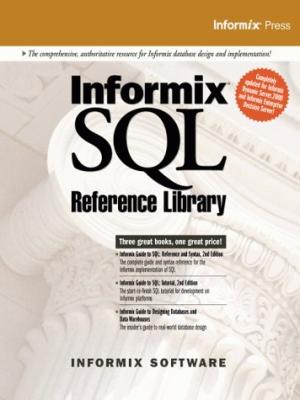 Informix Press
The comprehensive, authoritative resource for Informix database design and implementation!
Completely
updated for Informix
Dynamic Server.2000
and Informix Enterprise
Decision Server!
Informix™
SQL
Reference Library
Three great books, one great price!
Informix Guide to SQL: Reference and Syntax, 2nd Edition
The complete guide and syntax reference for the
Informix implementation of SQL
Informix Guide to SQL: Tutorial, 2nd Edition
The start-to-finish SQL tutorial for development on
Informix platforms
Informix Guide to Designing Databases and
Data Warehouses
The insider's guide to real-world database design
INFORMIX SOFTWARE